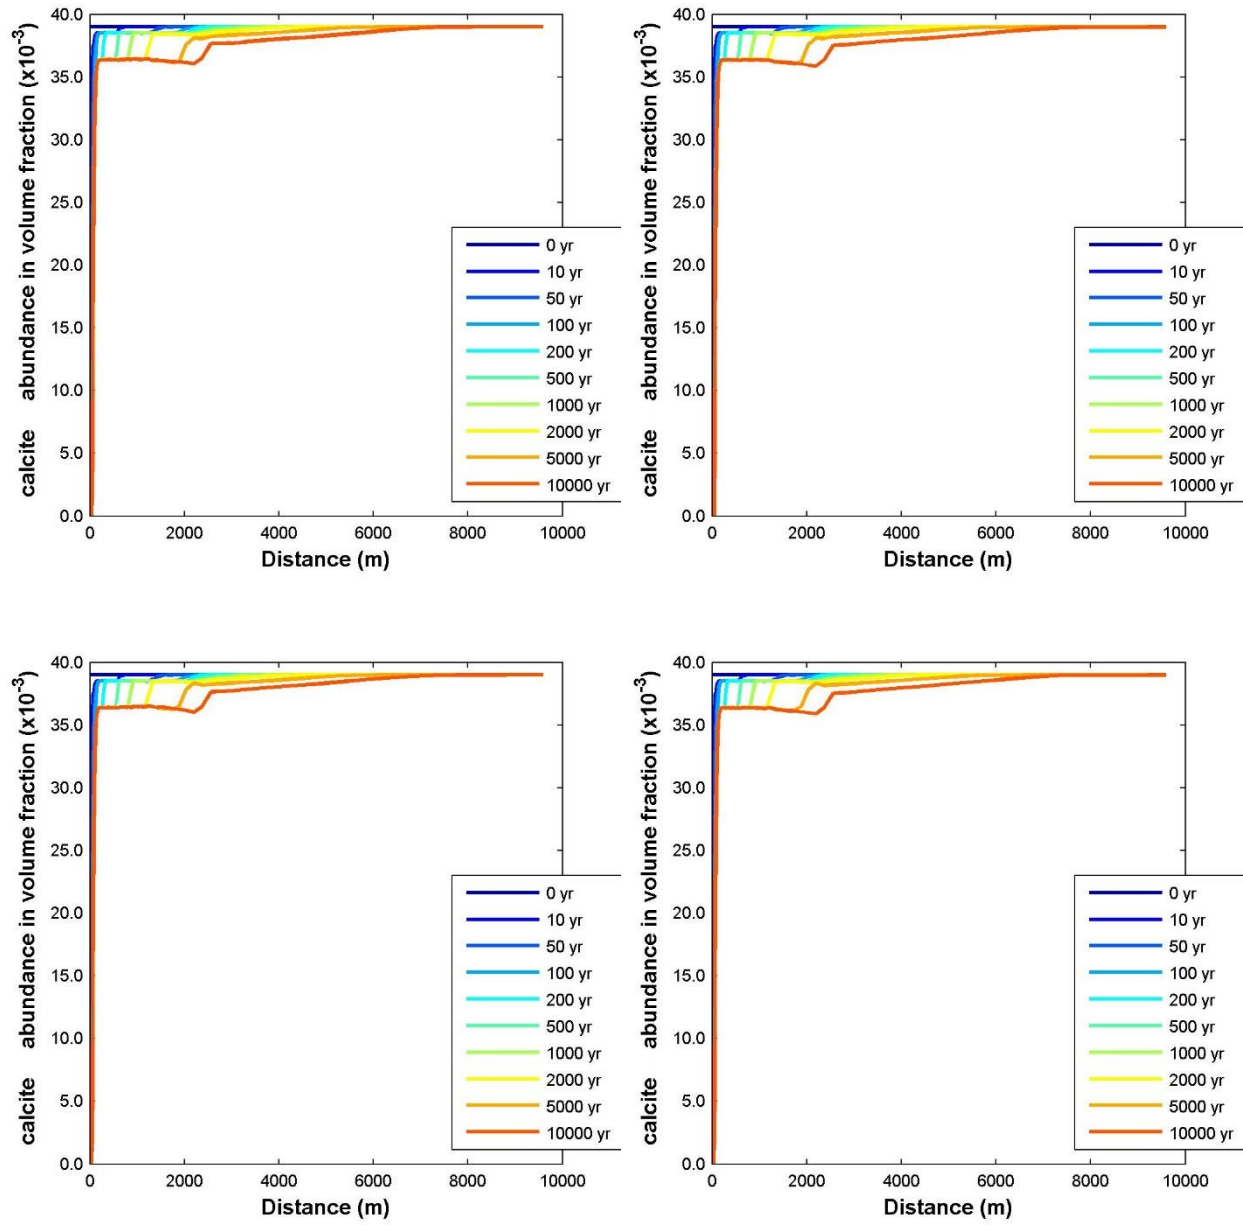 calcite abundance in volume fraction (x10-3)
40.0
35.0
30.0
25.0
20.0
15.0
10.0
5.0
0.0
0 yr
10 yr
50 yr
100 yr
200 yr
500 yr
1000 yr
2000 yr
5000 yr
10000 yr
0 2000 4000 6000 8000 10000
Distance (m)
calcite abundance in volume fraction (x10-3)
40.0
35.0
30.0
25.0
20.0
15.0
10.0
5.0
0.0
0 yr
10 yr
50 yr
100 yr
200 yr
500 yr
1000 yr
2000 yr
5000 yr
10000 yr
0 2000 4000 6000 8000 10000
Distance (m)
calcite abundance in volume fraction (x10-3)
40.0
35.0
30.0
25.0
20.0
15.0
10.0
5.0
0.0
0 yr
10 yr
50 yr
100 yr
200 yr
500 yr
1000 yr
2000 yr
5000 yr
10000 yr
0 2000 4000 6000 8000 10000
Distance (m)
calcite abundance in volume fraction (x10-3)
40.0
35.0
30.0
25.0
20.0
15.0
10.0
5.0
0.0
0 yr
10 yr
50 yr
100 yr
200 yr
500 yr
1000 yr
2000 yr
5000 yr
10000 yr
0 2000 4000 6000 8000 10000
Distance (m)